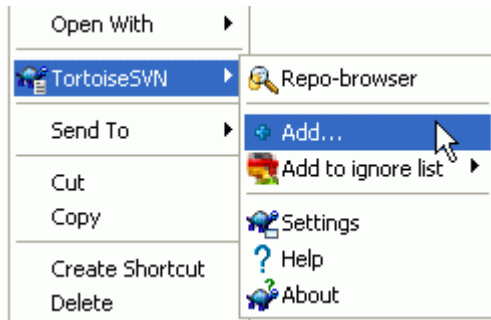 Open With
TortoiseSVN
Send To
Cut
Copy
Create Shortcut
Delete
Repo-browser
Add...
Add to ignore list
Settings
Help
About